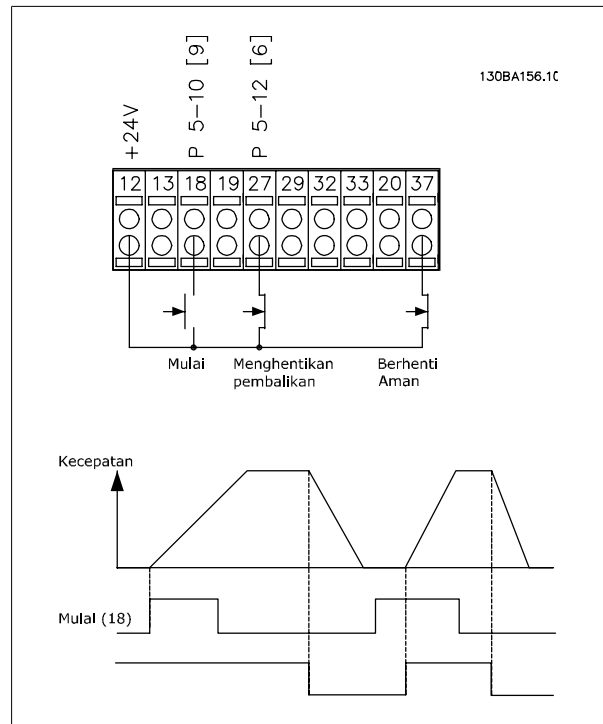 +24V
P 5-10 [9]
P 5-12 [6]
130BA156.10
12 13 18 19 27 29 32 33 20 37
Mulai
Menghentikan
pembalikan
Berhenti
Aman
Kecepatan
Mulai (18)